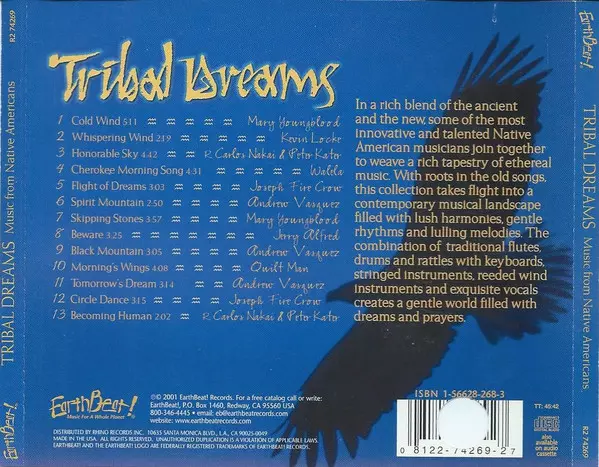 R2 74269
EarthBeat!
TRIBAL DREAMS Music from Native Americans
EarthBeat!
Tribal Dreams
1 Cold Wind 5:11 Mary Youngblood
2 Whispering Wind 2:19 Kevin Locke
3 Honorable Sky 4:42 R. Carlos Nakai & Peter Kater
4 Cherokee Morning Song 4:31 Walela
5 Flight of Dreams 3:03 Joseph Fire Crow
6 Spirit Mountain 2:50 Andrew Vasquez
7 Skipping Stones 3:57 Mary Youngblood
8 Beware 3:25 Jerry Alfred
9 Black Mountain 3:05 Andrew Vasquez
10 Morning's Wings 4:08 Quilt Man
11 Tomorrow's Dream 3:14 Andrew Vasquez
12 Circle Dance 3:15 Joseph Fire Crow
13 Becoming Human 2:02 R. Carlos Nakai & Peter Kater
In a rich blend of the ancient
and the new, some of the most
innovative and talented Native
American musicians join together
to weave a rich tapestry of ethereal
music. With roots in the old songs,
this collection takes flight into a
contemporary musical landscape
filled with lush harmonies, gentle
rhythms and lulling melodies. The
combination of traditional flutes,
drums and rattles with keyboards,
stringed instruments, reeded wind
instruments and exquisite vocals
creates a gentle world filled with
dreams and prayers.
EarthBeat!
Music For A Whole Planet
℗ © 2001 EarthBeat! Records. For a free catalog call or write:
EarthBeat!, P.O. Box 1460, Redway, CA 95560 USA
800-346-4445 • email: eb@earthbeatrecords.com
website: www.earthbeatrecords.com
DISTRIBUTED BY RHINO RECORDS INC. 10635 SANTA MONICA BLVD., L.A., CA 90025-4900
MADE IN THE USA. ALL RIGHTS RESERVED. UNAUTHORIZED DUPLICATION IS A VIOLATION OF APPLICABLE LAWS.
EARTHBEAT! AND THE EARTHBEAT! LOGO ARE FEDERALLY REGISTERED TRADEMARKS OF EARTHBEAT! RECORDS.
ISBN 1-56628-268-3
0 8122-74269-2 7
TT: 45:42
COMPACT
disc
DIGITAL AUDIO
also
available
on audio
cassette
EarthBeat!
TRIBAL DREAMS Music from Native Americans
R2 74269